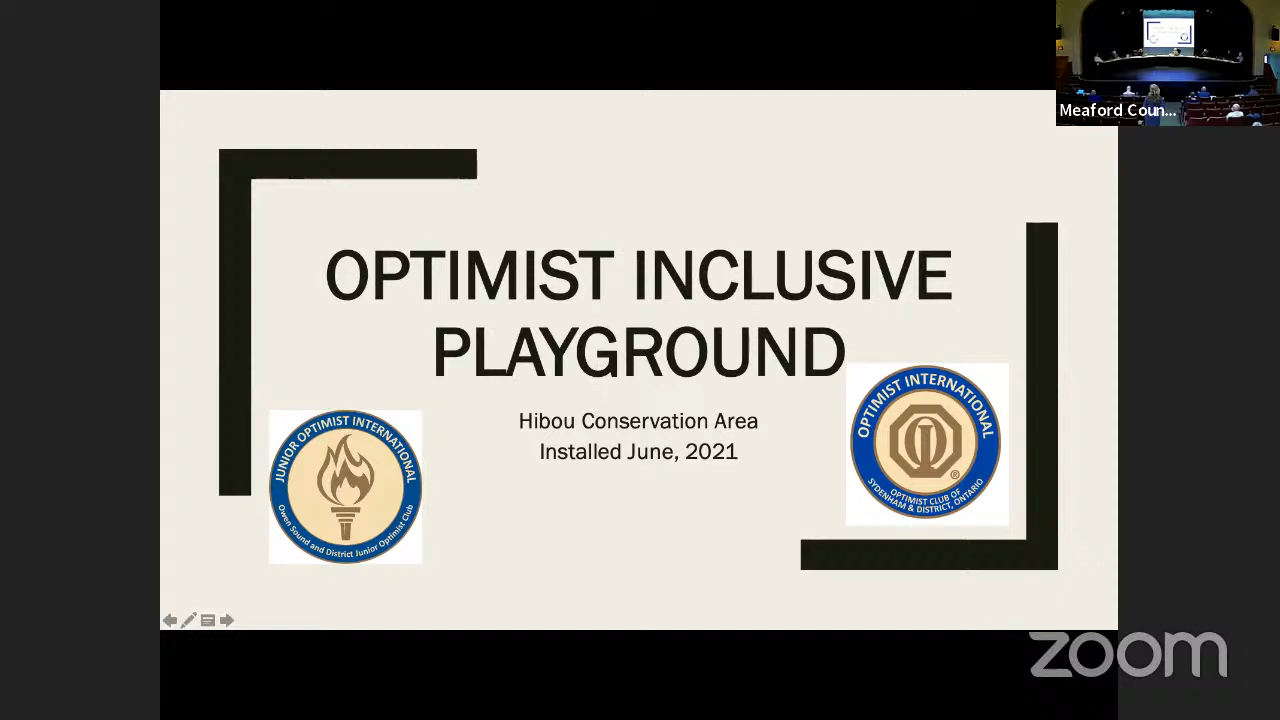 Meaford Coun...
OPTIMIST INCLUSIVE
PLAYGROUND
Hibou Conservation Area
Installed June, 2021
JUNIOR OPTIMIST INTERNATIONAL
Owen Sound and District Junior Optimist Club
OPTIMIST INTERNATIONAL
®
OPTIMIST CLUB OF
SYDENHAM & DISTRICT, ONTARIO
zoom